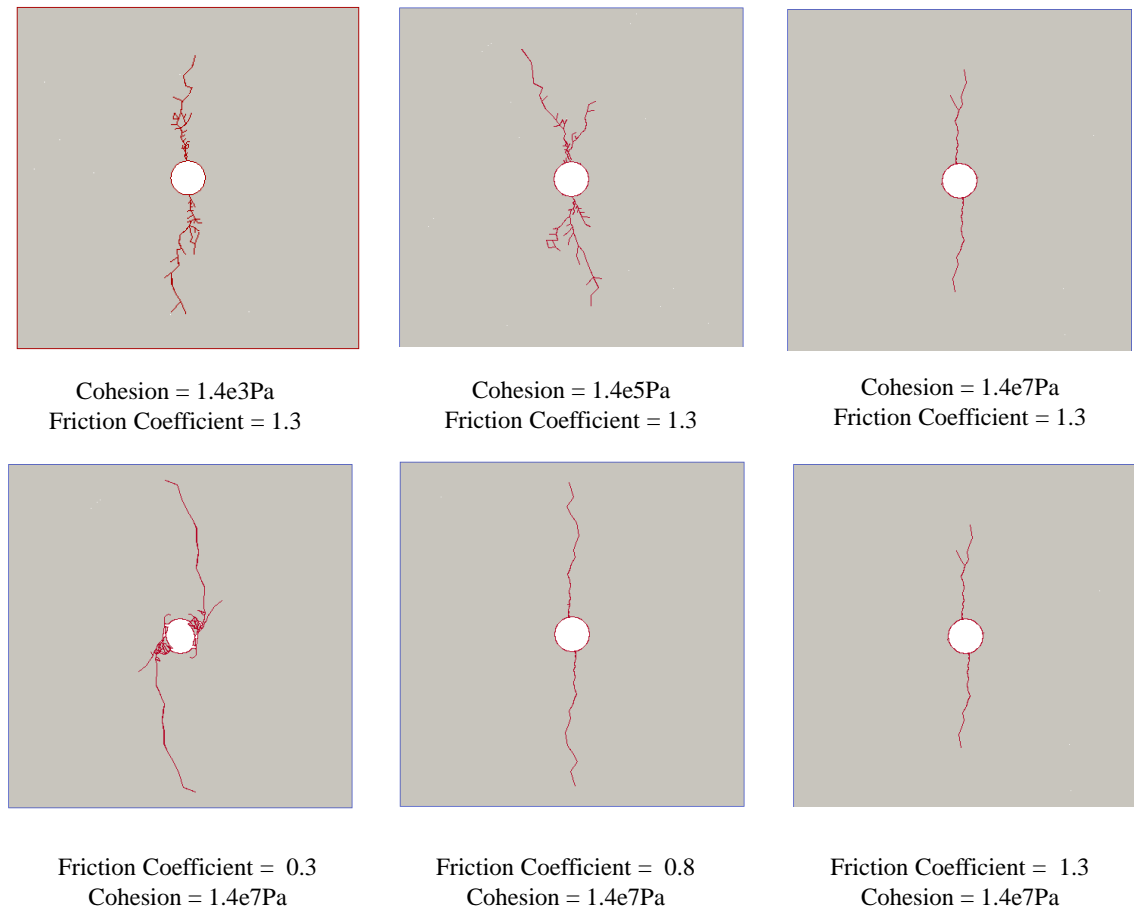 Cohesion = 1.4e3Pa
Friction Coefficient = 1.3
Cohesion = 1.4e5Pa
Friction Coefficient = 1.3
Cohesion = 1.4e7Pa
Friction Coefficient = 1.3
Friction Coefficient = 0.3
Cohesion = 1.4e7Pa
Friction Coefficient = 0.8
Cohesion = 1.4e7Pa
Friction Coefficient = 1.3
Cohesion = 1.4e7Pa